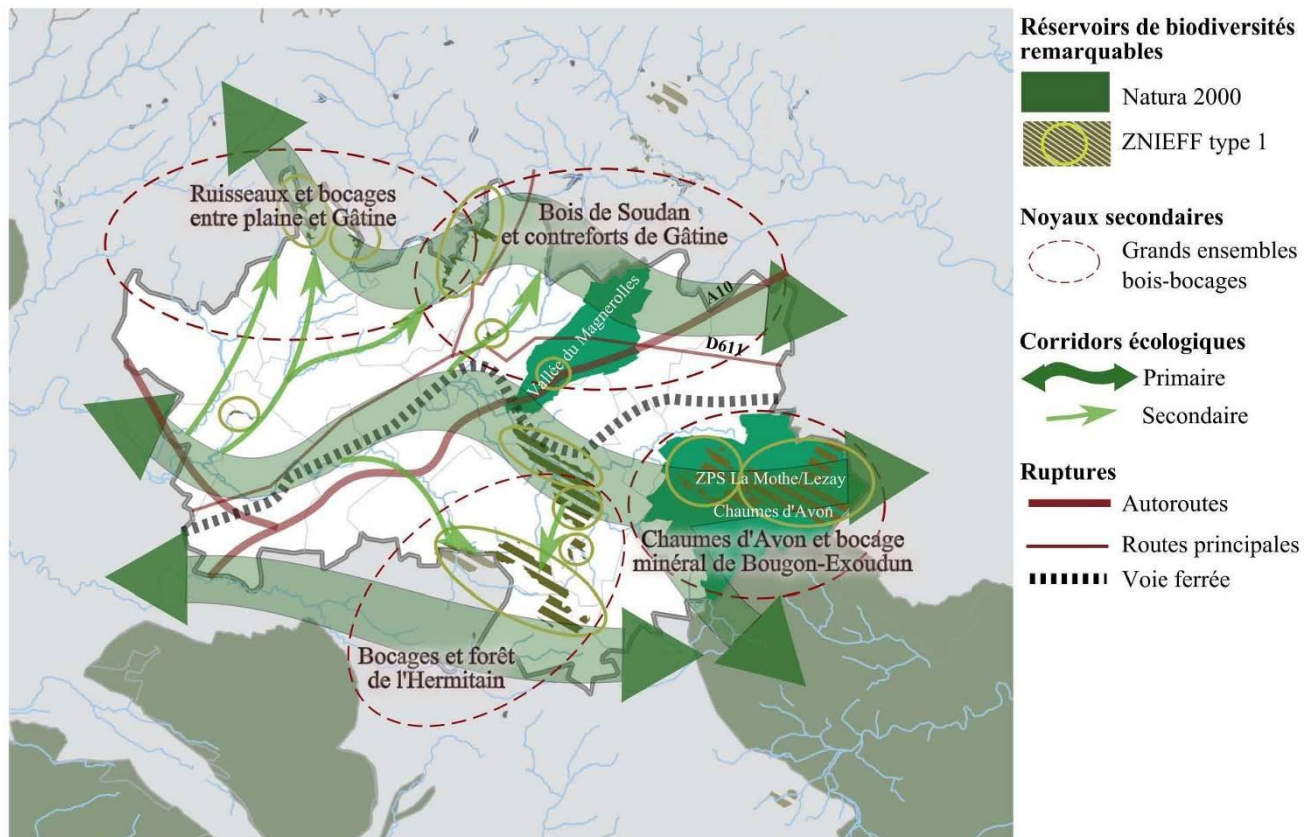 Ruisseaux et bocages
entre plaine et Gâtine
Bois de Soudan
et contreforts de Gâtine
Vallée du Magnerolles
A10
D611
ZPS La Mothe/Lezay
Chaumes d'Avon
Chaumes d'Avon et bocage
minéral de Bougon-Exoudun
Bocages et forêt
de l'Hermitain
Réservoirs de biodiversités
remarquables
Natura 2000
ZNIEFF type 1
Noyaux secondaires
Grands ensembles
bois-bocages
Corridors écologiques
Primaire
Secondaire
Ruptures
Autoroutes
Routes principales
Voie ferrée